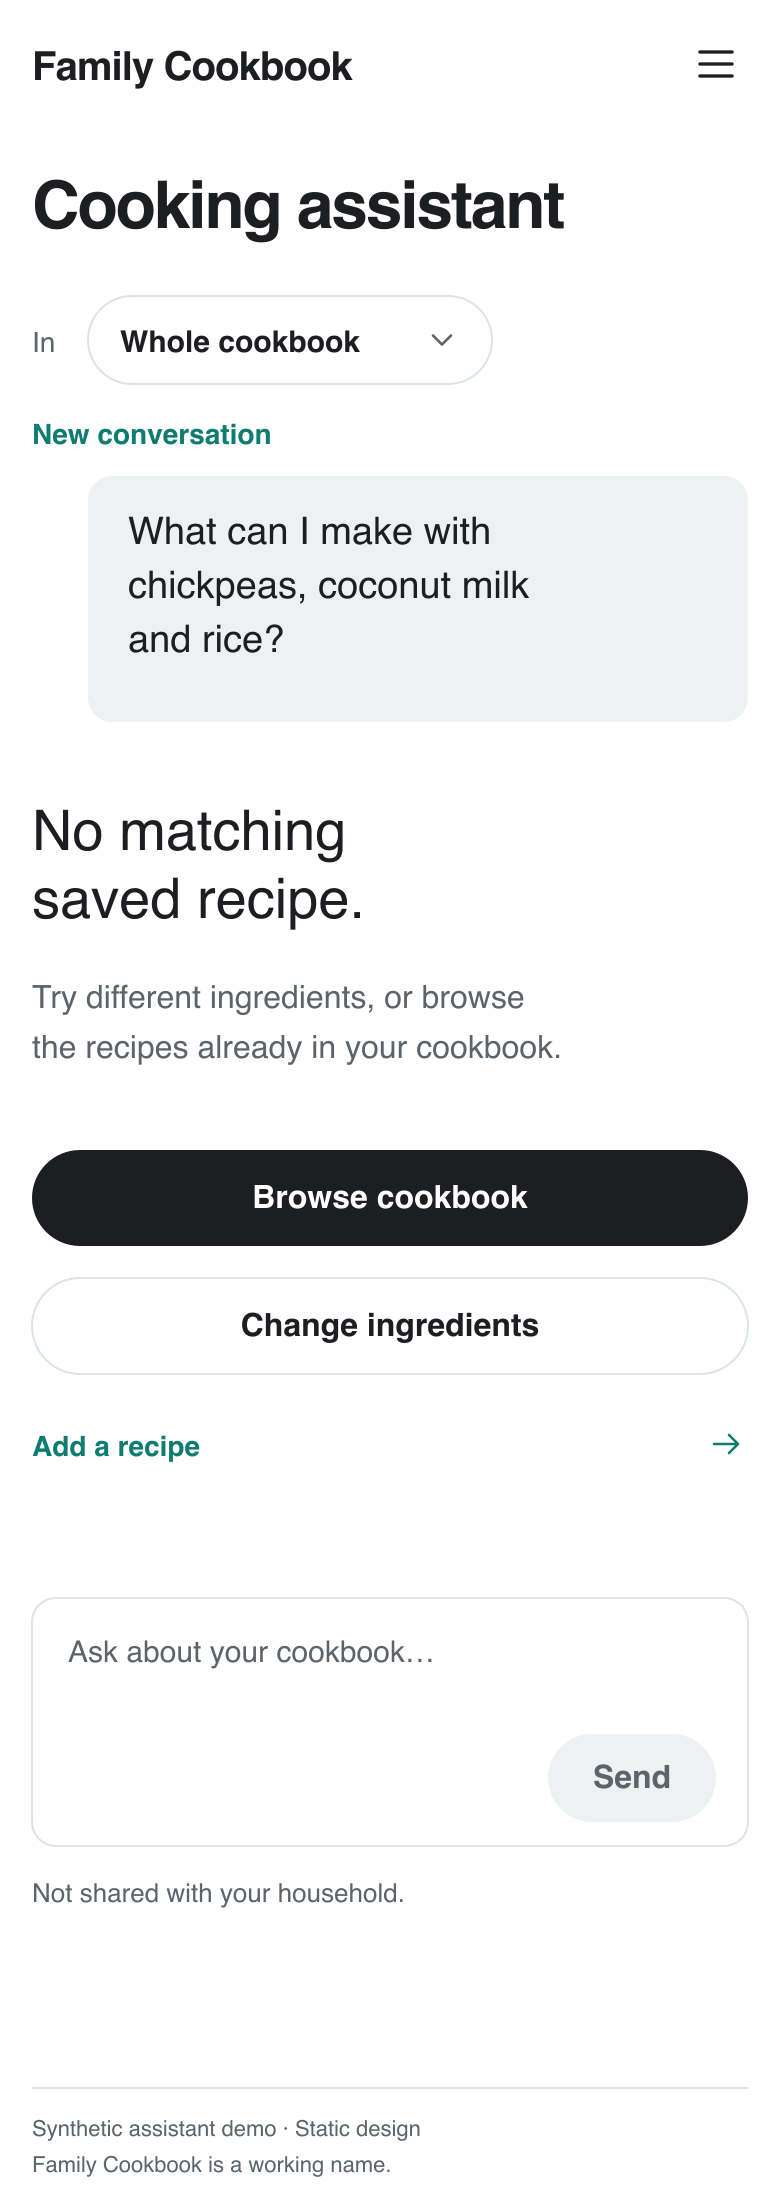 Family Cookbook
Cooking assistant
In
Whole cookbook
New conversation
What can I make with
chickpeas, coconut milk
and rice?
No matching
saved recipe.
Try different ingredients, or browse
the recipes already in your cookbook.
Browse cookbook
Change ingredients
Add a recipe
Ask about your cookbook…
Send
Not shared with your household.
Synthetic assistant demo · Static design
Family Cookbook is a working name.